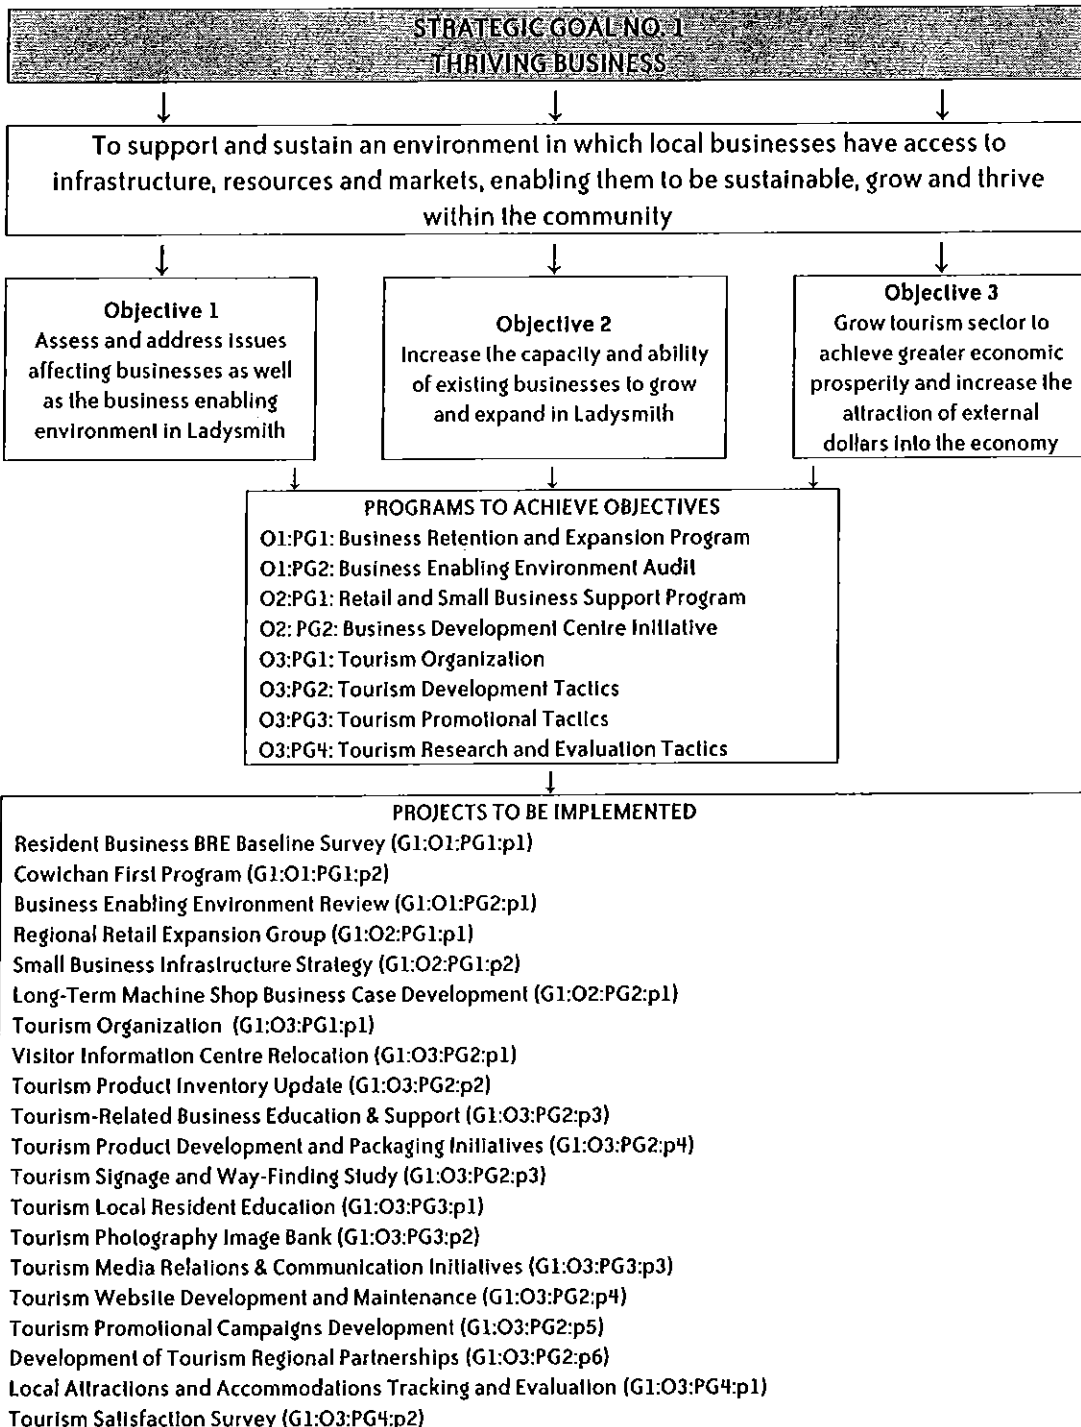 STRATEGIC GOAL NO. 1
THRIVING BUSINESS
To support and sustain an environment in which local businesses have access to
infrastructure, resources and markets, enabling them to be sustainable, grow and thrive
within the community
Objective 1
Assess and address issues
affecting businesses as well
as the business enabling
environment in Ladysmith
Objective 2
Increase the capacity and ability
of existing businesses to grow
and expand in Ladysmith
Objective 3
Grow tourism sector to
achieve greater economic
prosperity and increase the
attraction of external
dollars into the economy
PROGRAMS TO ACHIEVE OBJECTIVES
O1:PG1: Business Retention and Expansion Program
O1:PG2: Business Enabling Environment Audit
O2:PG1: Retail and Small Business Support Program
O2: PG2: Business Development Centre Initiative
O3:PG1: Tourism Organization
O3:PG2: Tourism Development Tactics
O3:PG3: Tourism Promotional Tactics
O3:PG4: Tourism Research and Evaluation Tactics
PROJECTS TO BE IMPLEMENTED
Resident Business BRE Baseline Survey (G1:O1:PG1:p1)
Cowichan First Program (G1:O1:PG1:p2)
Business Enabling Environment Review (G1:O1:PG2:p1)
Regional Retail Expansion Group (G1:O2:PG1:p1)
Small Business Infrastructure Strategy (G1:O2:PG1:p2)
Long-Term Machine Shop Business Case Development (G1:O2:PG2:p1)
Tourism Organization (G1:O3:PG1:p1)
Visitor Information Centre Relocation (G1:O3:PG2:p1)
Tourism Product Inventory Update (G1:O3:PG2:p2)
Tourism-Related Business Education & Support (G1:O3:PG2:p3)
Tourism Product Development and Packaging Initiatives (G1:O3:PG2:p4)
Tourism Signage and Way-Finding Study (G1:O3:PG2:p3)
Tourism Local Resident Education (G1:O3:PG3:p1)
Tourism Photography Image Bank (G1:O3:PG3:p2)
Tourism Media Relations & Communication Initiatives (G1:O3:PG3:p3)
Tourism Website Development and Maintenance (G1:O3:PG2:p4)
Tourism Promotional Campaigns Development (G1:O3:PG2:p5)
Development of Tourism Regional Partnerships (G1:O3:PG2:p6)
Local Attractions and Accommodations Tracking and Evaluation (G1:O3:PG4:p1)
Tourism Satisfaction Survey (G1:O3:PG4:p2)